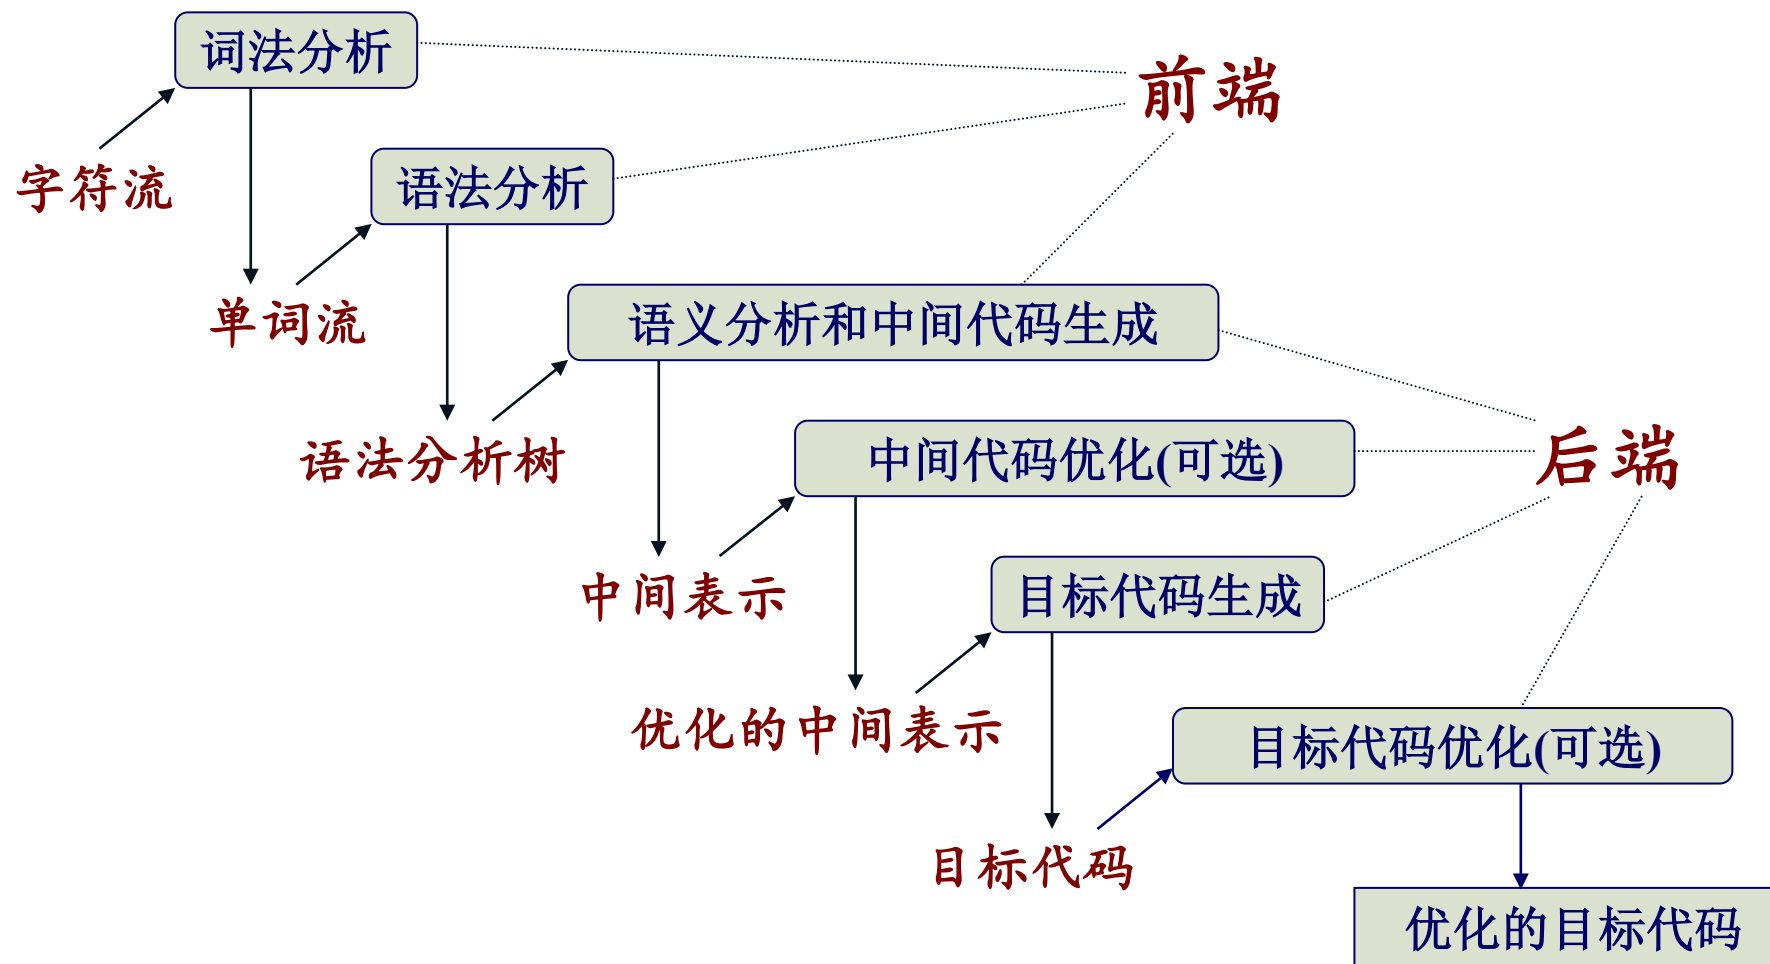 词法分析
前端
字符流
语法分析
单词流
语义分析和中间代码生成
语法分析树
中间代码优化(可选)
后端
中间表示
目标代码生成
优化的中间表示
目标代码优化(可选)
目标代码
优化的目标代码